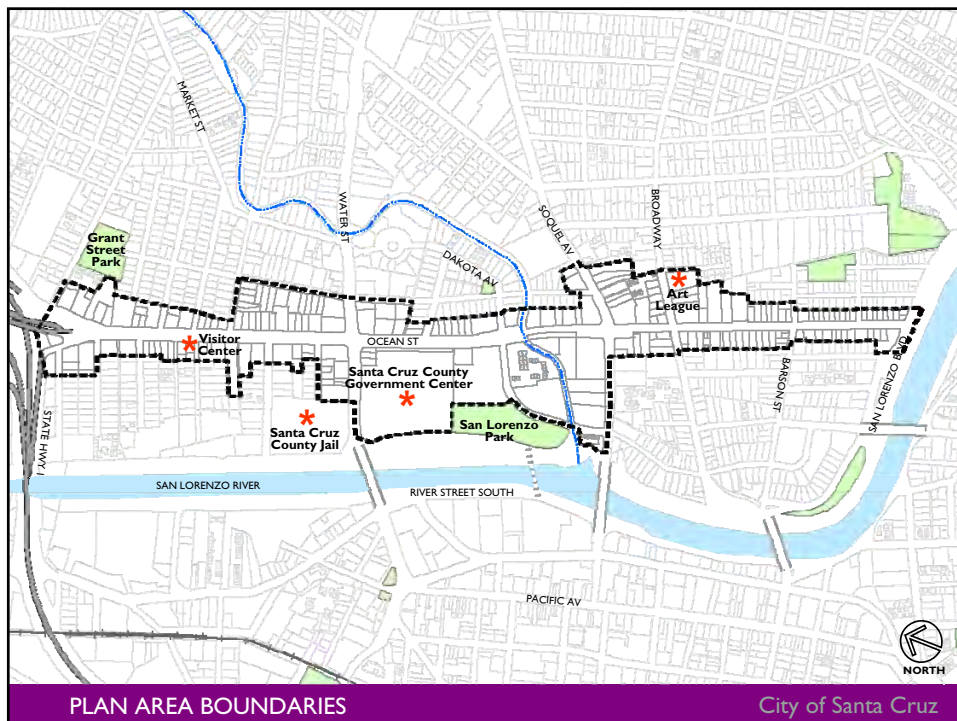 MARKET ST
WATER ST
SOQUEL AV
BROADWAY
Grant
Street
Park
DAKOTA AV
Art
League
Visitor
Center
OCEAN ST
Santa Cruz County
Government Center
BARSON ST
SAN LORENZO BLVD
STATE HWY 1
Santa Cruz
County Jail
San Lorenzo
Park
SAN LORENZO RIVER
RIVER STREET SOUTH
PACIFIC AV
NORTH
PLAN AREA BOUNDARIES
City of Santa Cruz